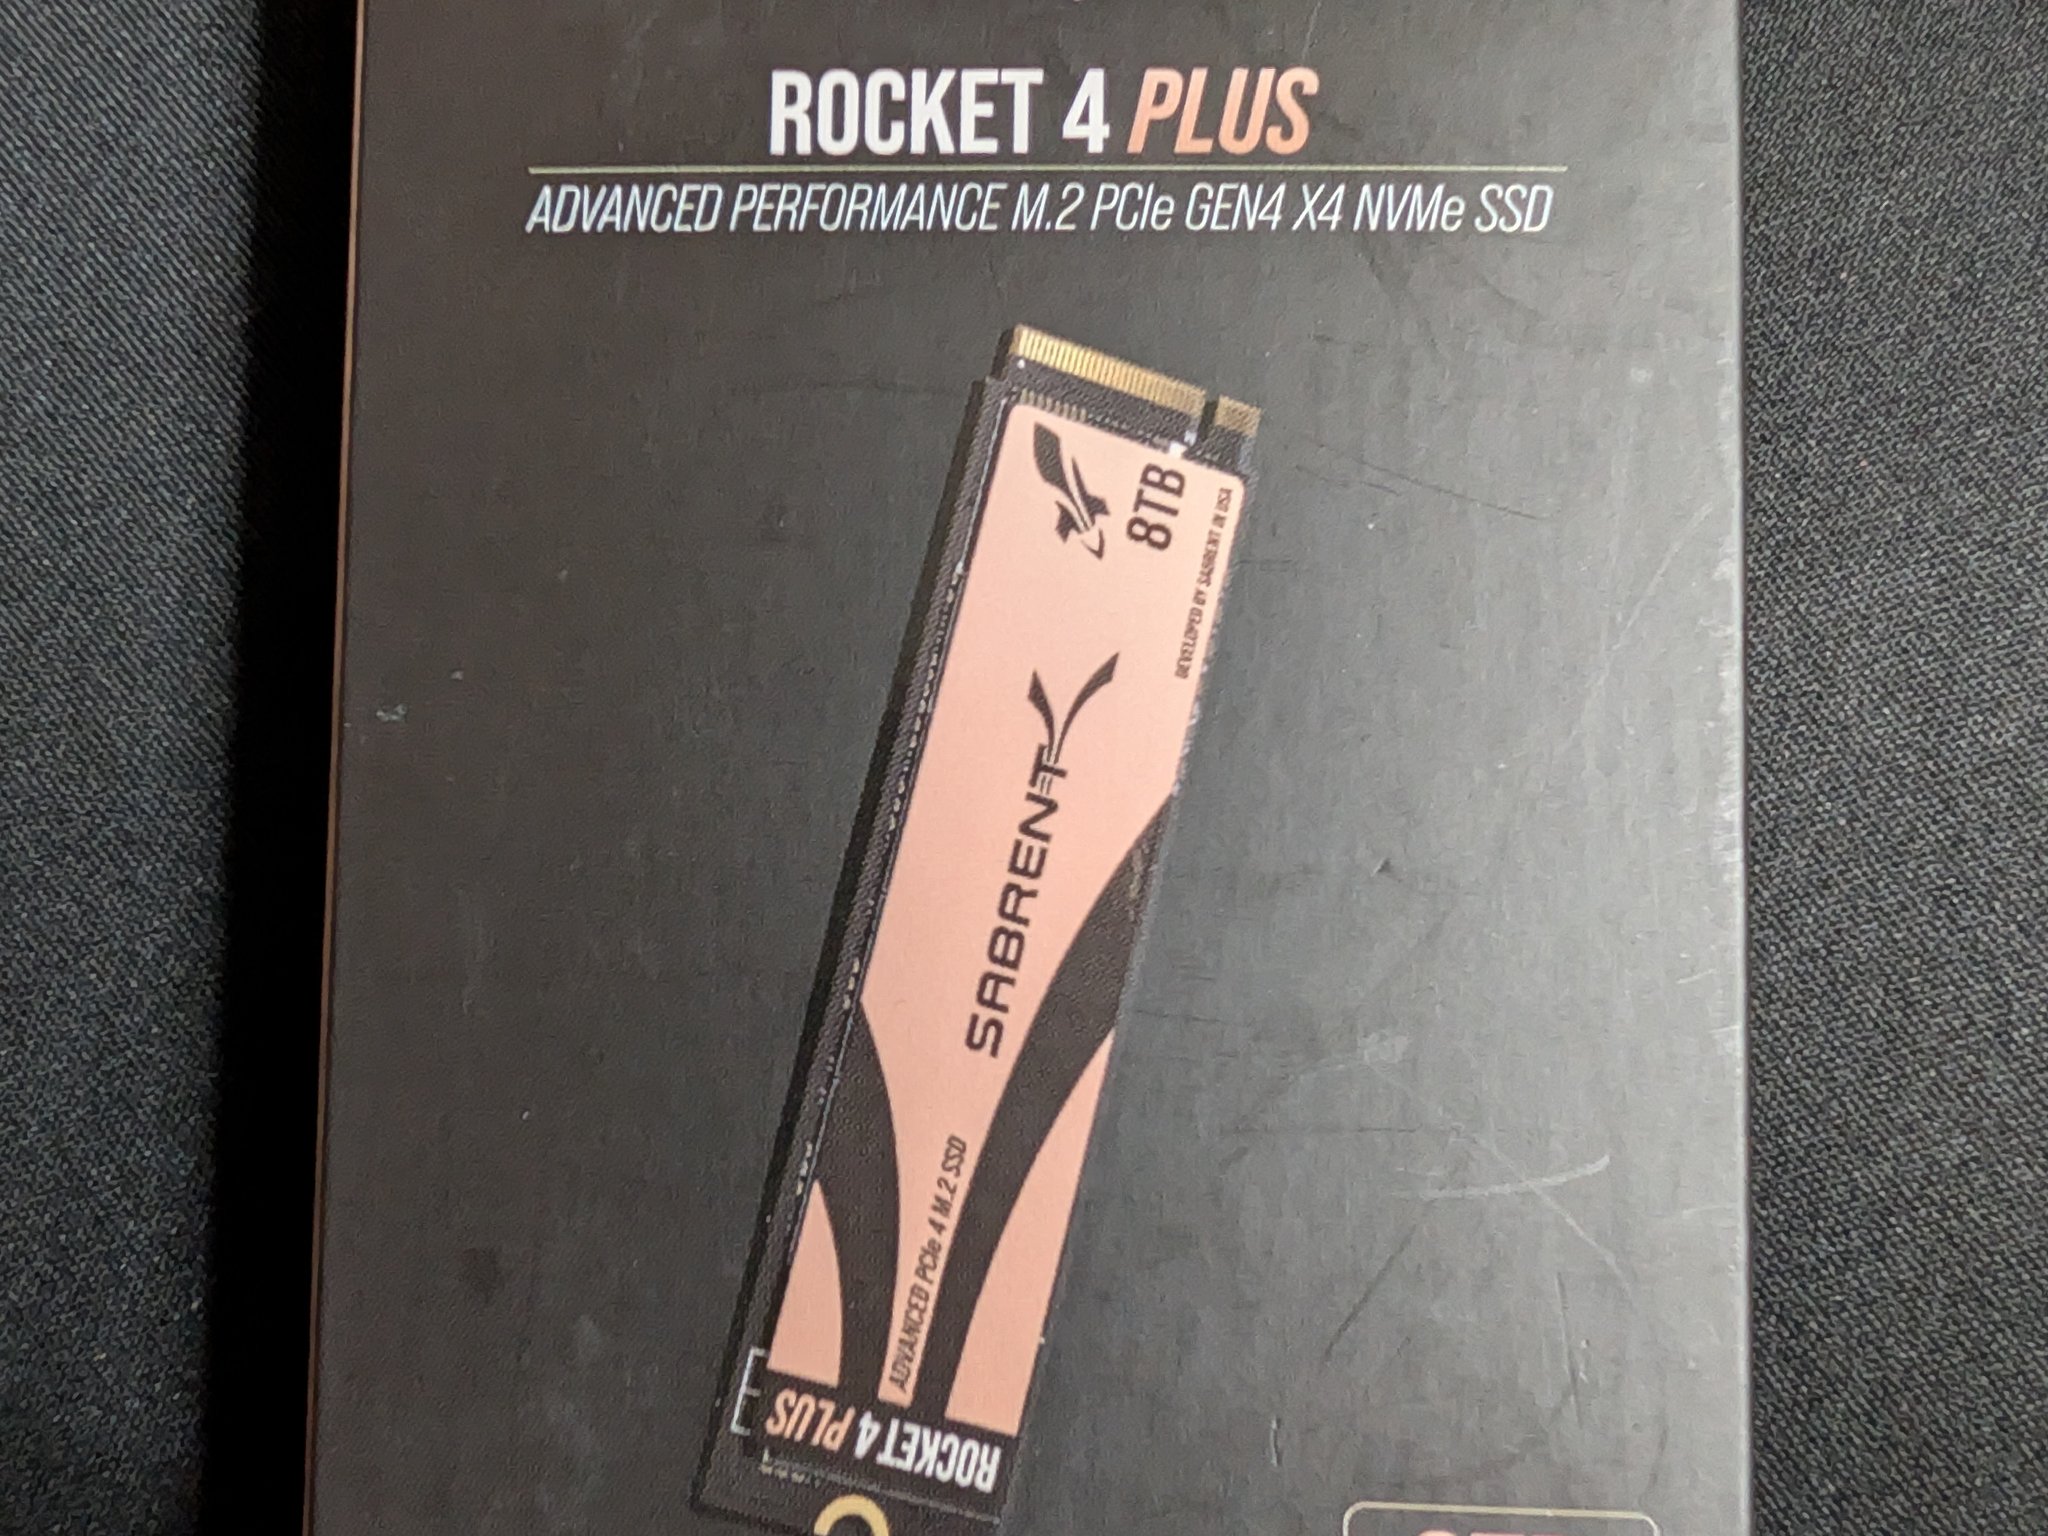 ROCKET 4 PLUS
ADVANCED PERFORMANCE M.2 PCIe GEN4 X4 NVMe SSD
8TB
DEVELOPED BY SABRENT IN USA
SABRENT
ADVANCED PCIe 4 M.2 SSD
ROCKET 4 PLUS